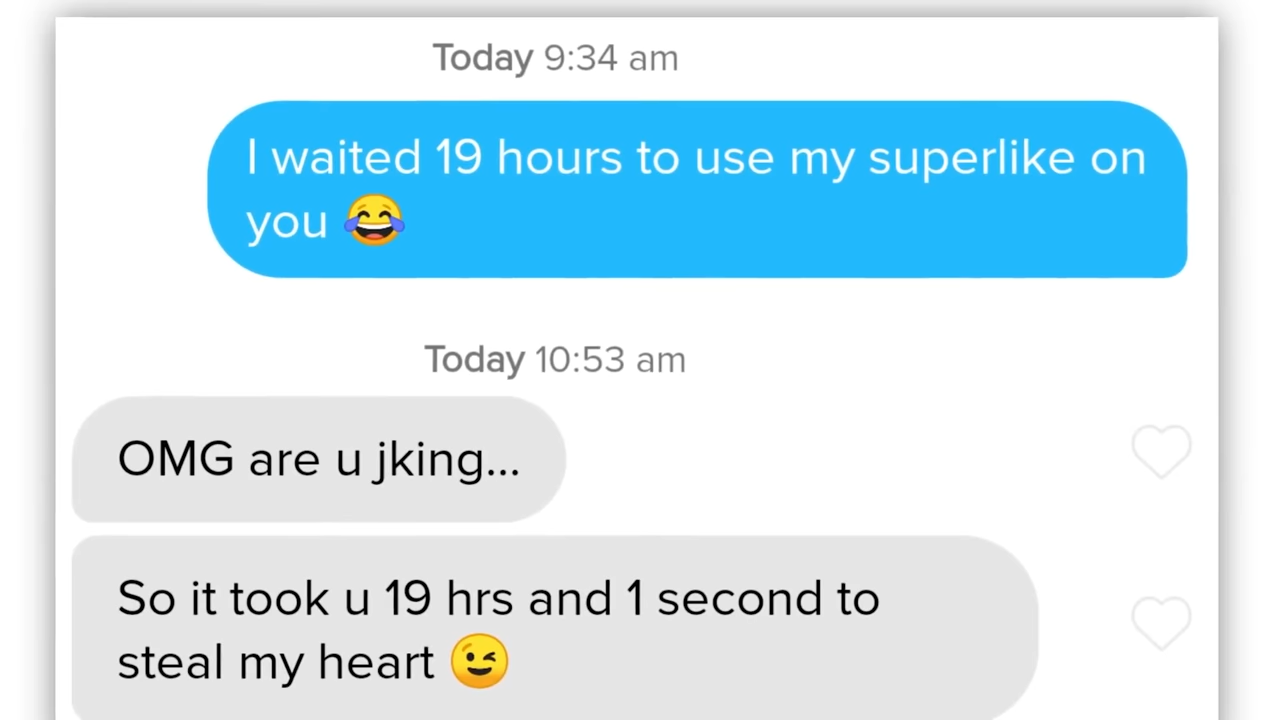 Today 9:34 am
I waited 19 hours to use my superlike on
you 😂
Today 10:53 am
OMG are u jking...
So it took u 19 hrs and 1 second to
steal my heart 😉